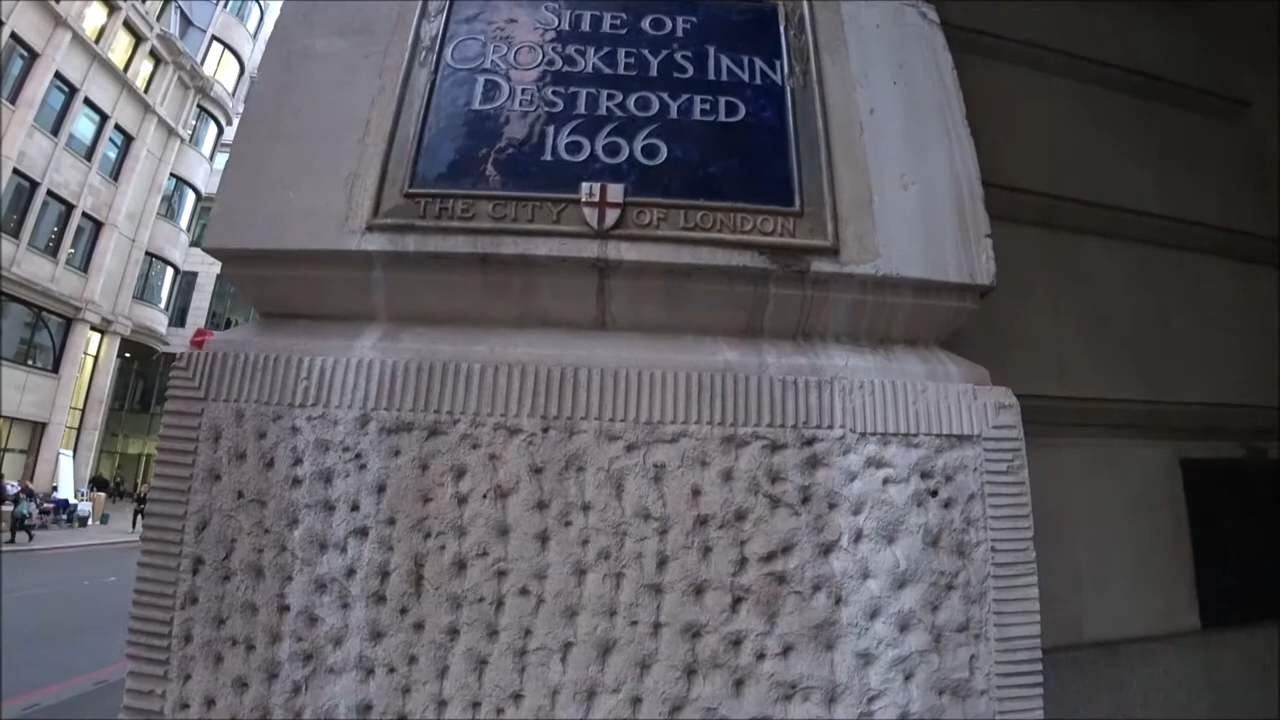 SITE OF
CROSSKEY'S INN
DESTROYED
1666
THE CITY OF LONDON